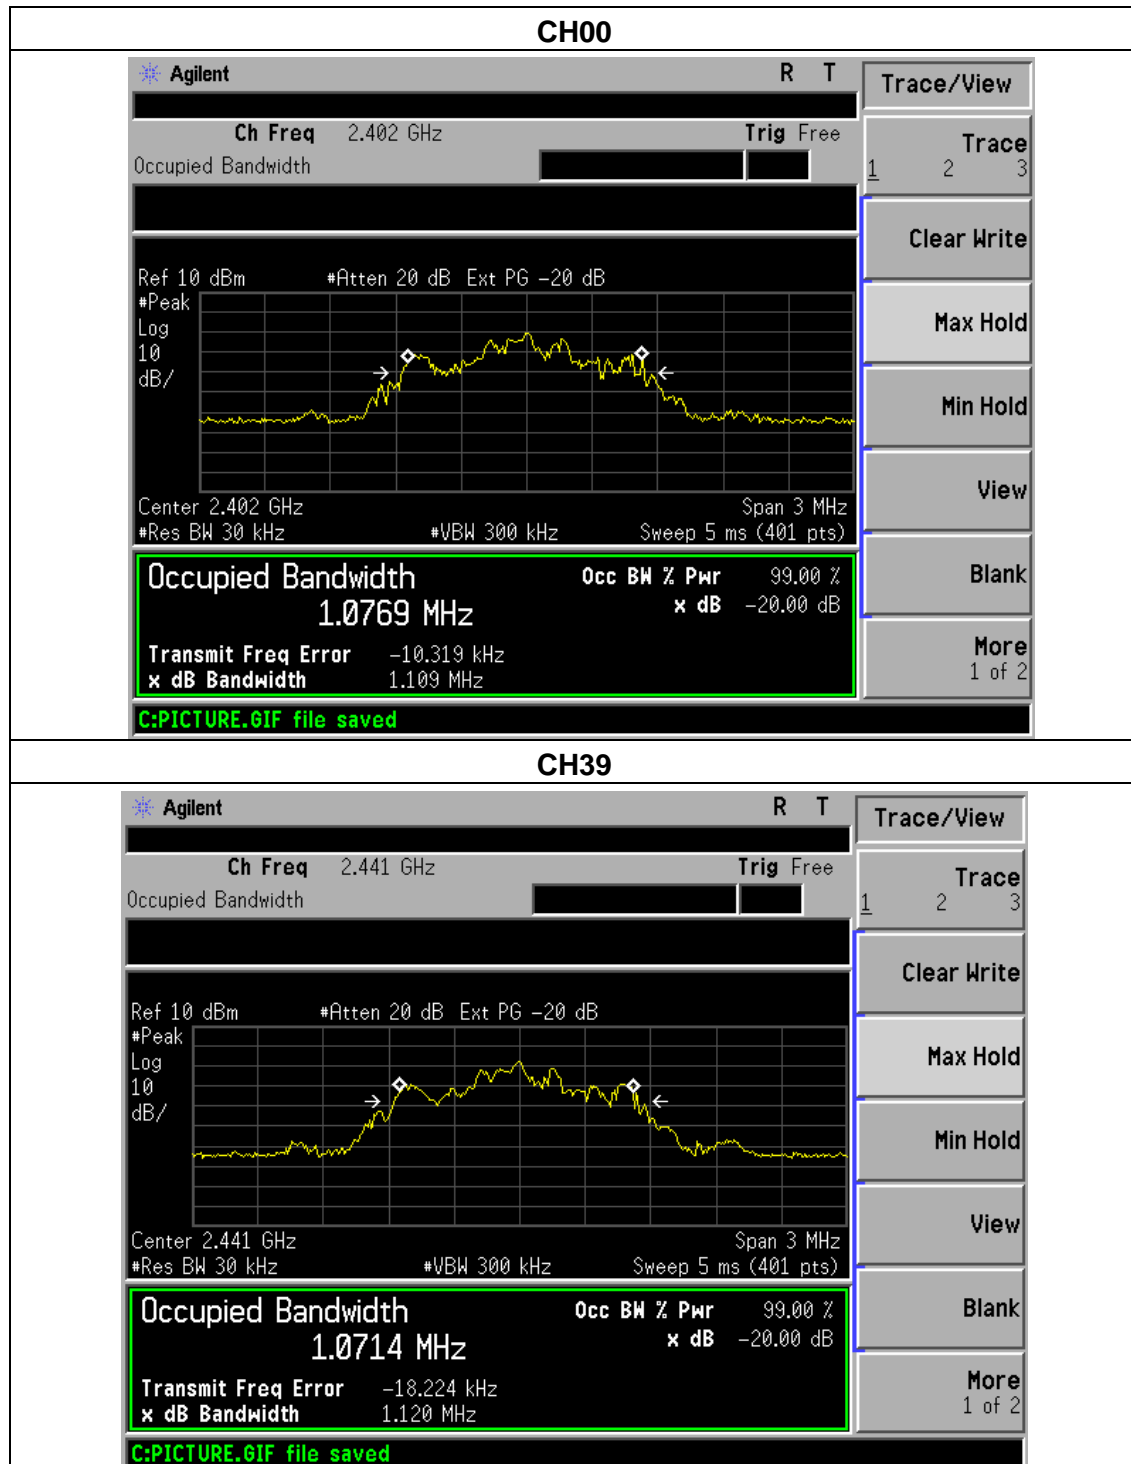 CH00
Agilent R T
Ch Freq 2.402 GHz Trig Free
Occupied Bandwidth
Ref 10 dBm #Atten 20 dB Ext PG -20 dB
#Peak
Log
10
dB/
Center 2.402 GHz Span 3 MHz
#Res BW 30 kHz #VBW 300 kHz Sweep 5 ms (401 pts)
Occupied Bandwidth Occ BW % Pwr 99.00 %
1.0769 MHz x dB -20.00 dB
Transmit Freq Error -10.319 kHz
x dB Bandwidth 1.109 MHz
C:PICTURE.GIF file saved
Trace/View
Trace
1 2 3
Clear Write
Max Hold
Min Hold
View
Blank
More
1 of 2
CH39
Agilent R T
Ch Freq 2.441 GHz Trig Free
Occupied Bandwidth
Ref 10 dBm #Atten 20 dB Ext PG -20 dB
#Peak
Log
10
dB/
Center 2.441 GHz Span 3 MHz
#Res BW 30 kHz #VBW 300 kHz Sweep 5 ms (401 pts)
Occupied Bandwidth Occ BW % Pwr 99.00 %
1.0714 MHz x dB -20.00 dB
Transmit Freq Error -18.224 kHz
x dB Bandwidth 1.120 MHz
C:PICTURE.GIF file saved
Trace/View
Trace
1 2 3
Clear Write
Max Hold
Min Hold
View
Blank
More
1 of 2